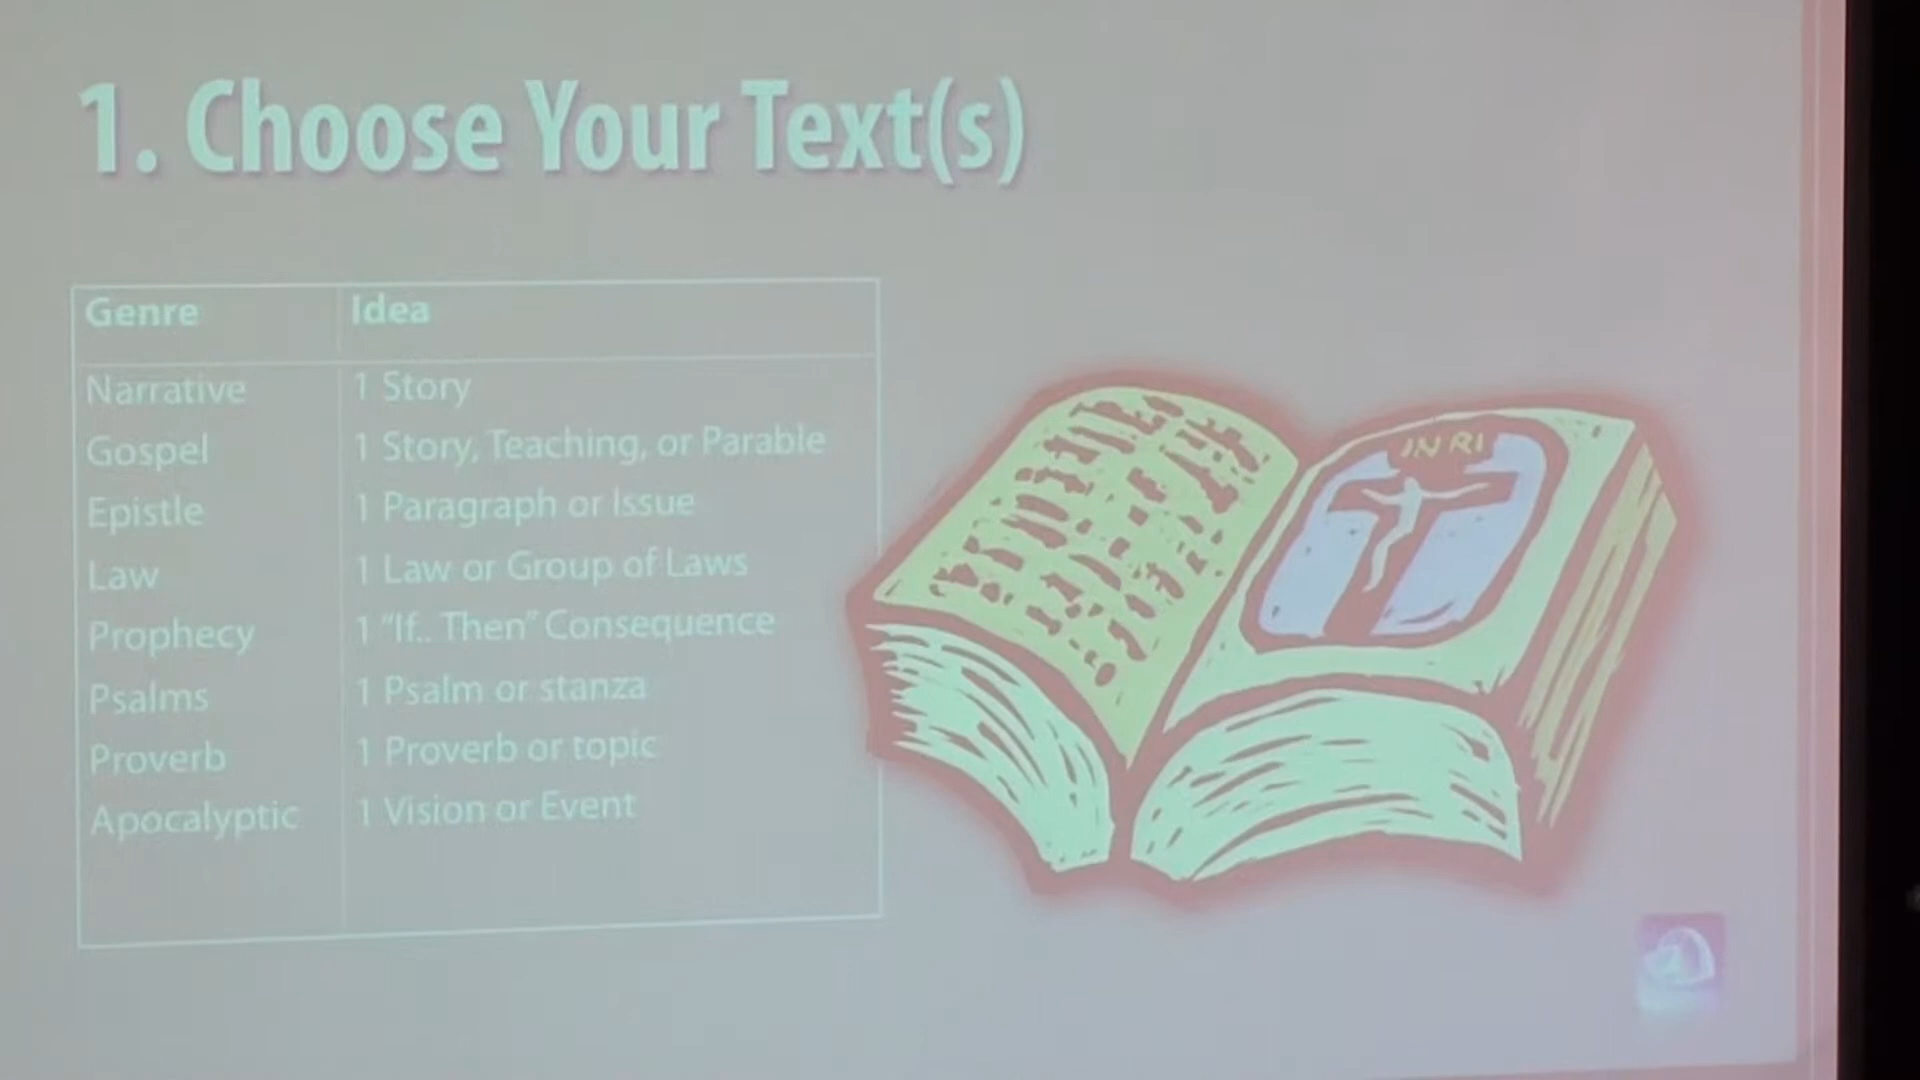 1. Choose Your Text(s)
Genre Idea
Narrative 1 Story
Gospel 1 Story, Teaching, or Parable
Epistle 1 Paragraph or Issue
Law 1 Law or Group of Laws
Prophecy 1 "If.. Then" Consequence
Psalms 1 Psalm or stanza
Proverb 1 Proverb or topic
Apocalyptic 1 Vision or Event
INRI